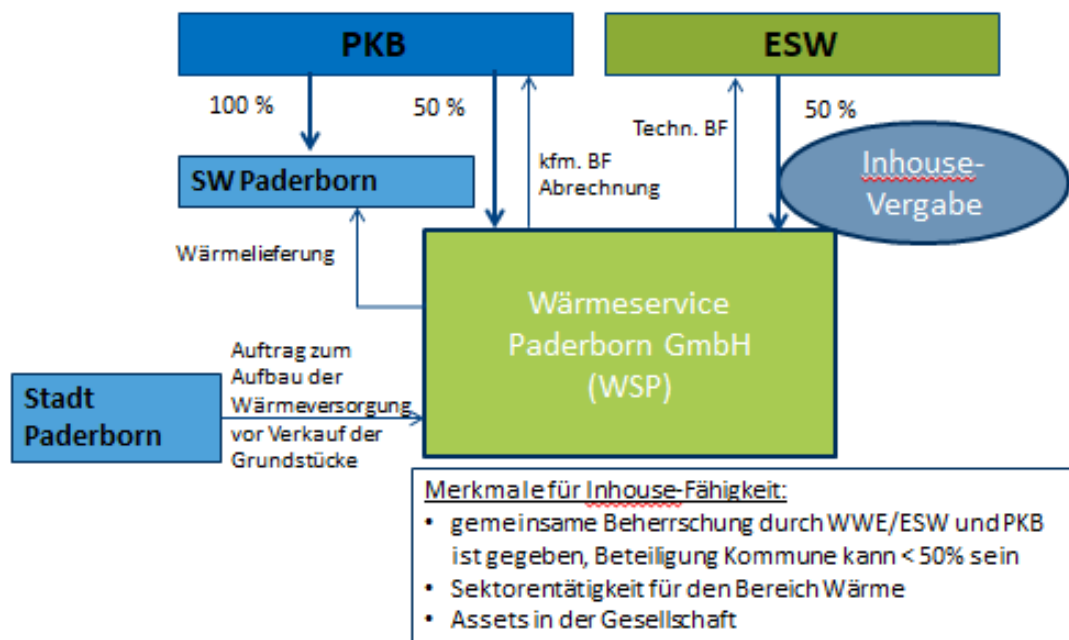 PKB
ESW
100 %
50 %
50 %
Techn. BF
kfm. BF
Abrechnung
Inhouse-
Vergabe
SW Paderborn
Wärmelieferung
Wärmeservice
Paderborn GmbH
(WSP)
Auftrag zum
Aufbau der
Wärmeversorgung
vor Verkauf der
Grundstücke
Stadt
Paderborn
Merkmale für Inhouse-Fähigkeit:
• gemeinsame Beherrschung durch WWE/ESW und PKB
ist gegeben, Beteiligung Kommune kann < 50% sein
• Sektorentätigkeit für den Bereich Wärme
• Assets in der Gesellschaft